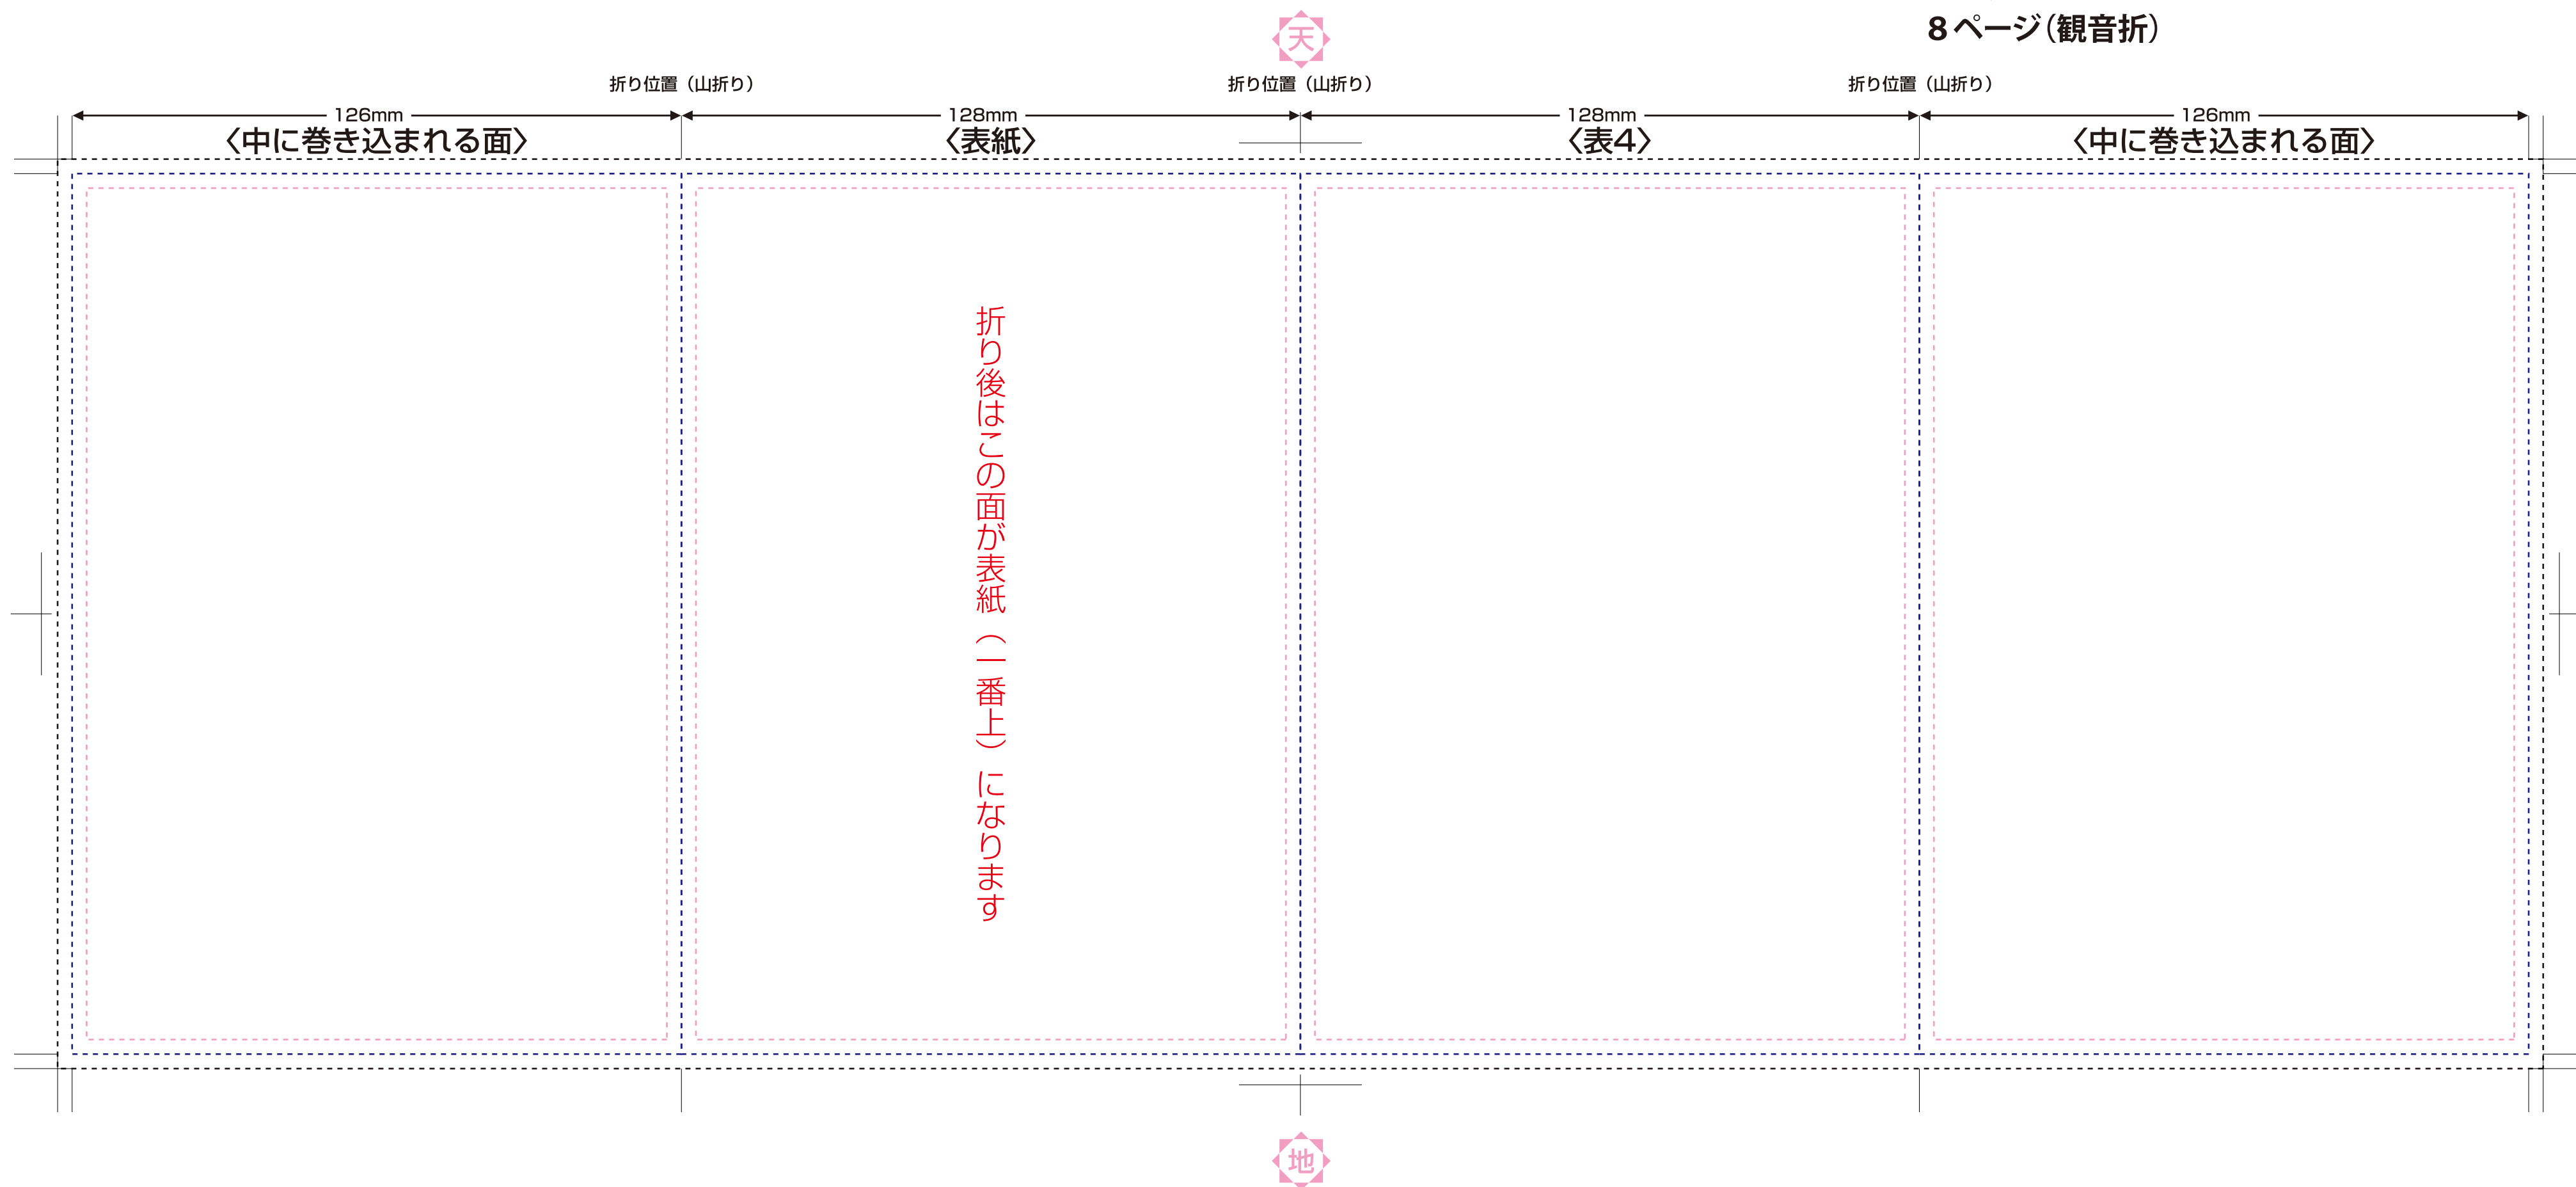 天
8ページ（観音折）
折り位置（山折り）
折り位置（山折り）
折り位置（山折り）
126mm
128mm
128mm
126mm
〈中に巻き込まれる面〉
〈表紙〉
〈表4〉
〈中に巻き込まれる面〉
折り後はこの面が表紙（一番上）になります
地